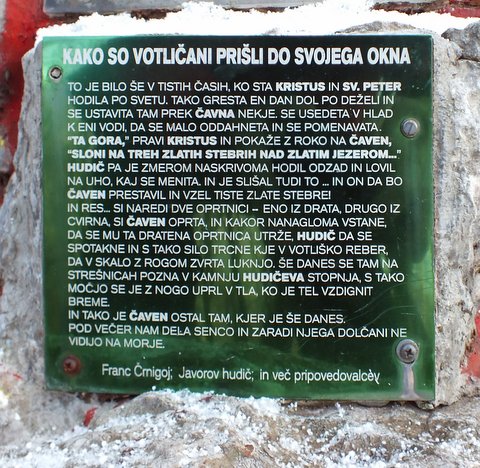 KAKO SO VOTLIČANI PRIŠLI DO SVOJEGA OKNA
TO JE BILO ŠE V TISTIH ČASIH, KO STA KRISTUS IN SV. PETER
HODILA PO SVETU. TAKO GRESTA EN DAN DOL PO DEŽELI IN
SE USTAVITA TAM PREK ČAVNA NEKJE. SE USEDETA V HLAD
K ENI VODI, DA SE MALO ODDAHNETA IN SE POMENAVATA.
"TA GORA," PRAVI KRISTUS IN POKAŽE Z ROKO NA ČAVEN,
"SLONI NA TREH ZLATIH STEBRIH NAD ZLATIM JEZEROM..."
HUDIČ PA JE ZMEROM NASKRIVOMA HODIL ODZAD IN LOVIL
NA UHO, KAJ SE MENITA. IN JE SLIŠAL TUDI TO ... IN ON DA BO
ČAVEN PRESTAVIL IN VZEL TISTE ZLATE STEBRE!
IN RES... SI NAREDI DVE OPRTNICI - ENO IZ DRATA, DRUGO IZ
CVIRNA, SI ČAVEN OPRTA, IN KAKOR NANAGLOMA VSTANE,
DA SE MU TA DRATENA OPRTNICA UTRŽE, HUDIČ DA SE
SPOTAKNE IN S TAKO SILO TRCNE KJE V VOTLIŠKO REBER,
DA V SKALO Z ROGOM ZVRTA LUKNJO. ŠE DANES SE TAM NA
STREŠNICAH POZNA V KAMNJU HUDIČEVA STOPNJA, S TAKO
MOČJO SE JE Z NOGO UPRL V TLA, KO JE TEL VZDIGNIT
BREME.
IN TAKO JE ČAVEN OSTAL TAM, KJER JE ŠE DANES.
POD VEČER NAM DELA SENCO IN ZARADI NJEGA DOLČANI NE
VIDIJO NA MORJE.
Franc Črnigoj; Javorov hudič; in več pripovedovalcev